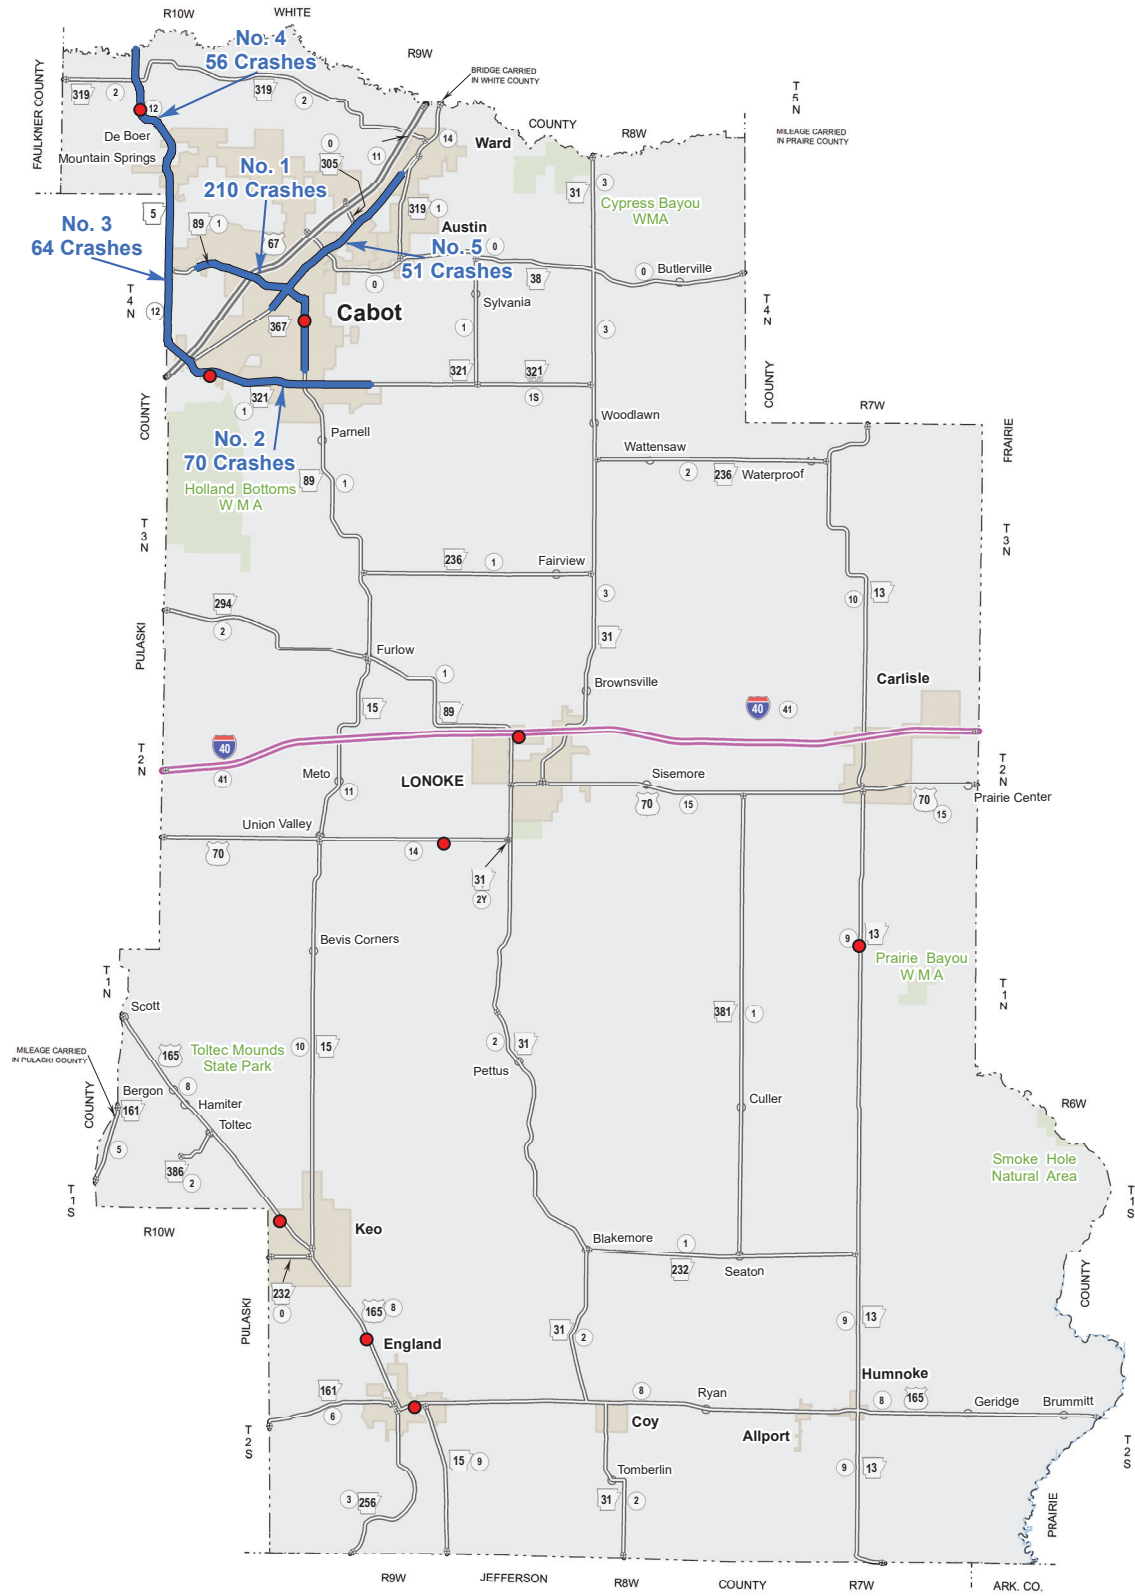 R10W
WHITE
No. 4
56 Crashes
R9W
BRIDGE CARRIED
IN WHITE COUNTY
FAULKNER COUNTY
319
2
12
319
2
T
5
N
MILEAGE CARRIED
IN PRAIRE COUNTY
COUNTY
R8W
De Boer
Mountain Springs
0
305
11
14
Ward
No. 1
210 Crashes
31
3
Cypress Bayou
WMA
5
89
1
67
319
1
Austin
No. 3
64 Crashes
No. 5
51 Crashes
0
0
38
0
Butlerville
T
4
N
12
Sylvania
T
4
N
367
Cabot
1
3
321
321
1S
COUNTY
321
1
COUNTY
R7W
Woodlawn
No. 2
70 Crashes
Parnell
Wattensaw
2
236
Waterproof
FRAIRIE
89
1
Holland Bottoms
W M A
T
3
N
T
3
N
236
1
Fairview
3
10
13
294
2
PULASKI
31
Furlow
1
Carlisle
Brownsville
15
89
40
41
40
41
T
2
N
Meto
11
LONOKE
Sisemore
70
15
70
15
T
2
N
Prairie Center
Union Valley
70
14
31
2Y
9
13
Bevis Corners
Prairie Bayou
W M A
T
1
N
Scott
T
1
N
381
1
MILEAGE CARRIED
IN PULASKI COUNTY
165
Toltec Mounds
State Park
10
15
2
31
Pettus
Bergon
8
COUNTY
161
Hamiter
Toltec
Culler
R6W
5
386
2
Smoke Hole
Natural Area
T
1
S
T
1
S
R10W
Keo
Blakemore
1
232
Seaton
232
0
COUNTY
PULASKI
165
8
England
31
2
9
13
Humnoke
161
6
8
Ryan
8
165
Geridge
Brummitt
Coy
Allport
T
2
S
T
2
S
15
9
Tomberlin
9
13
3
256
31
2
PRAIRIE
R9W
JEFFERSON
R8W
COUNTY
R7W
ARK. CO.